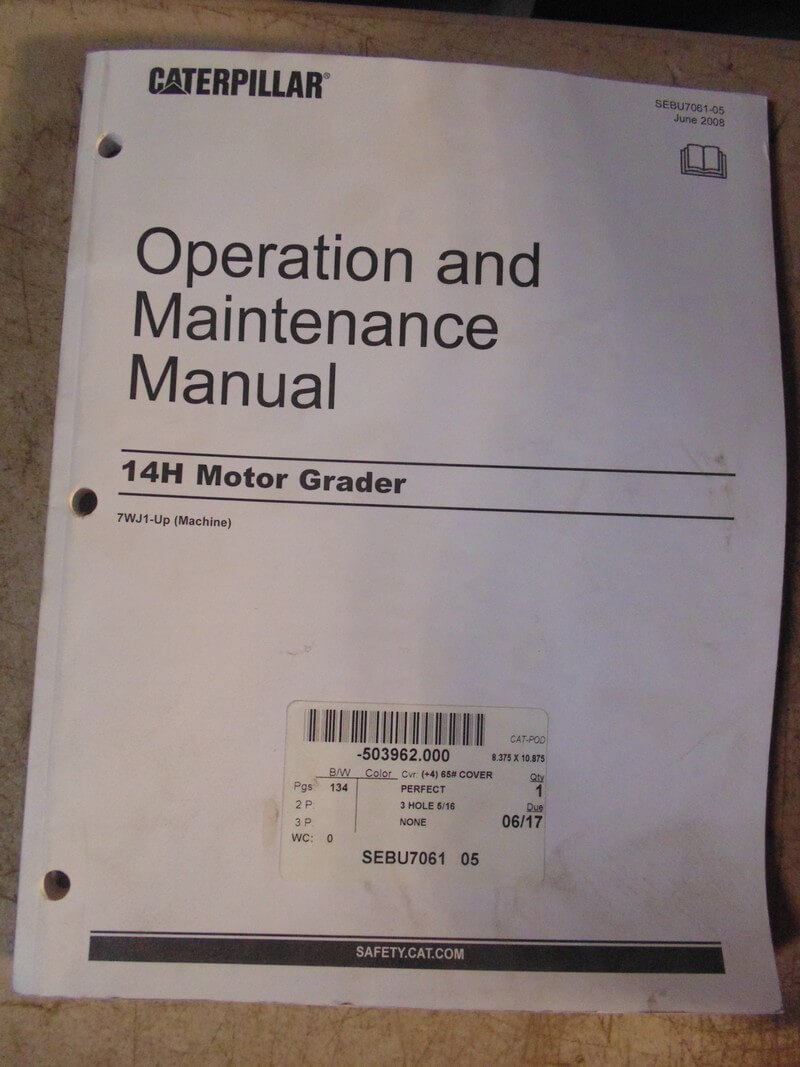 CATERPILLAR®
SEBU7061-05
June 2008
Operation and
Maintenance
Manual
14H Motor Grader
7WJ1-Up (Machine)
CAT-POD
-503962.000
8.375 X 10.875
B/W Color Cvr: (+4) 65# COVER Qty
Pgs 134 PERFECT 1
2 P 3 HOLE 5/16 Due
3 P NONE 06/17
WC: 0
SEBU7061 05
SAFETY.CAT.COM